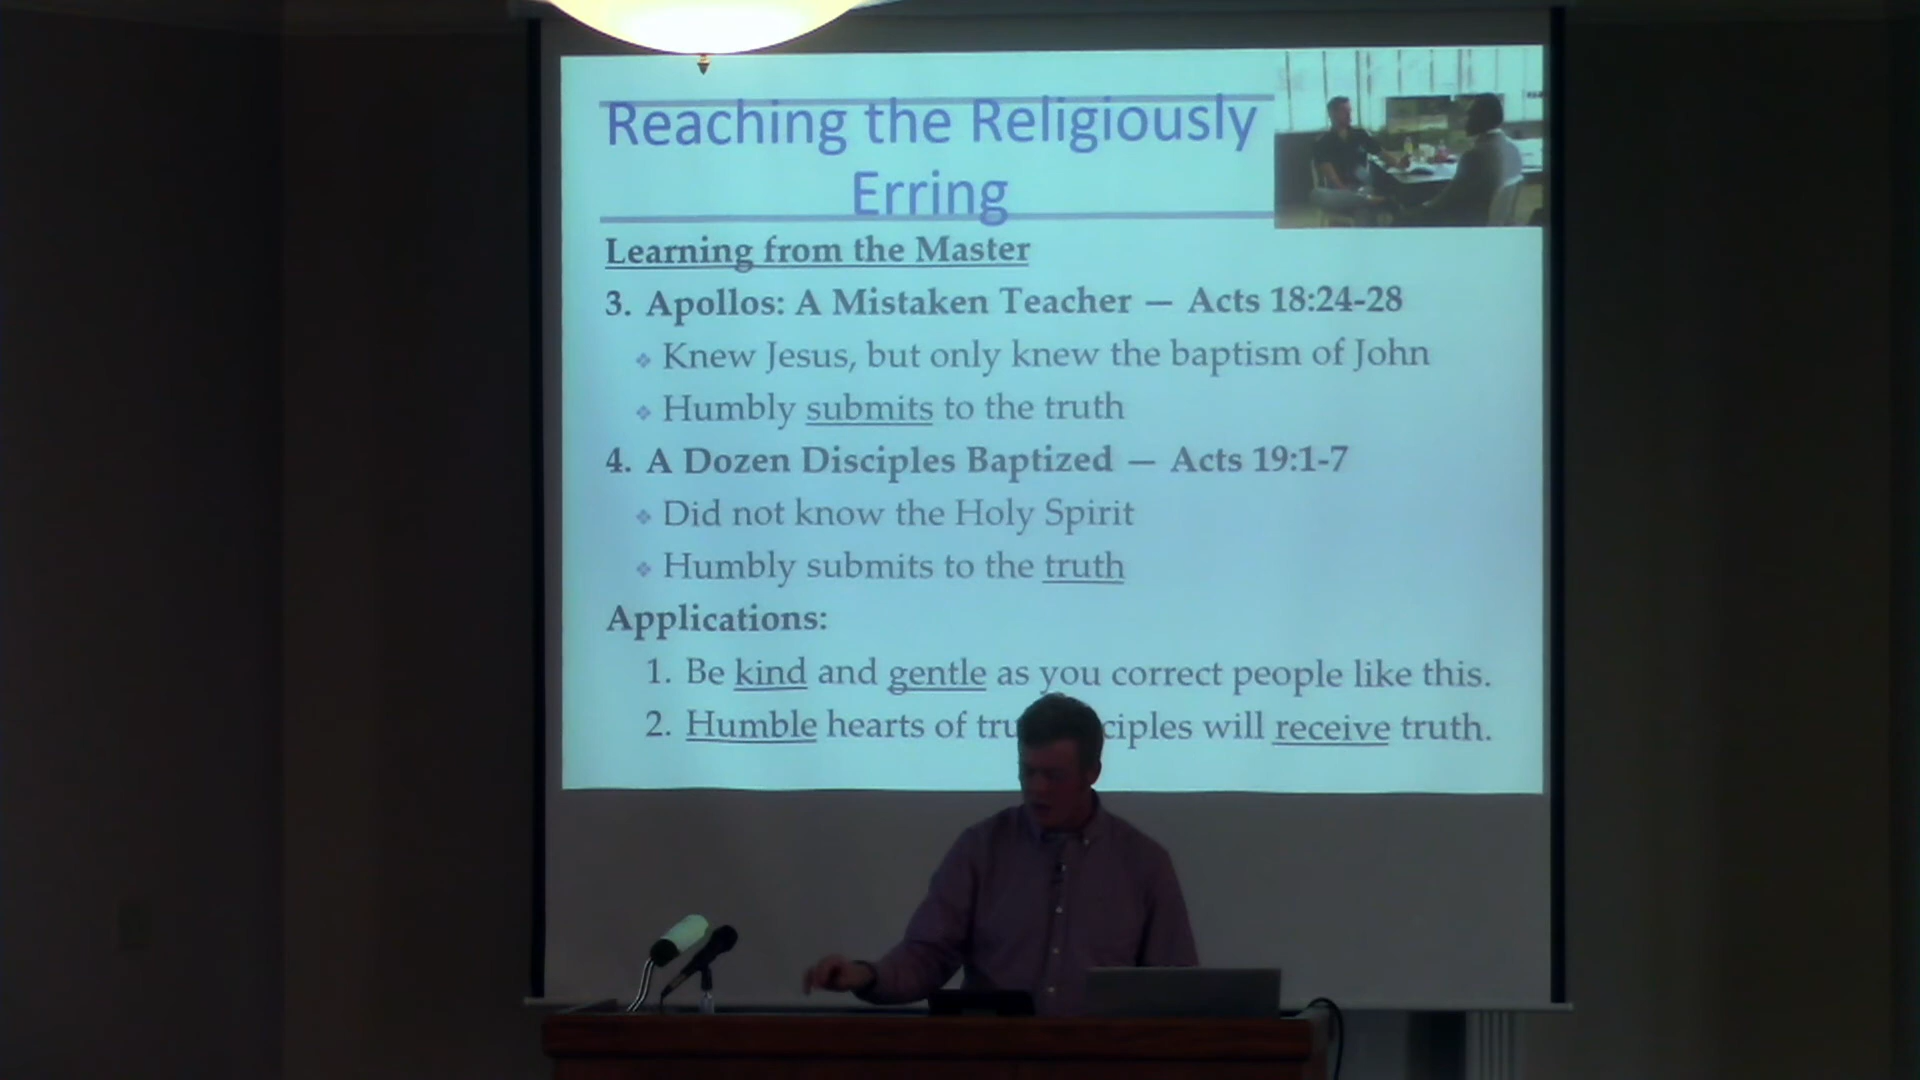 Reaching the Religiously
Erring
Learning from the Master
3. Apollos: A Mistaken Teacher — Acts 18:24-28
❖ Knew Jesus, but only knew the baptism of John
❖ Humbly submits to the truth
4. A Dozen Disciples Baptized — Acts 19:1-7
❖ Did not know the Holy Spirit
❖ Humbly submits to the truth
Applications:
1. Be kind and gentle as you correct people like this.
2. Humble hearts of will receive truth.